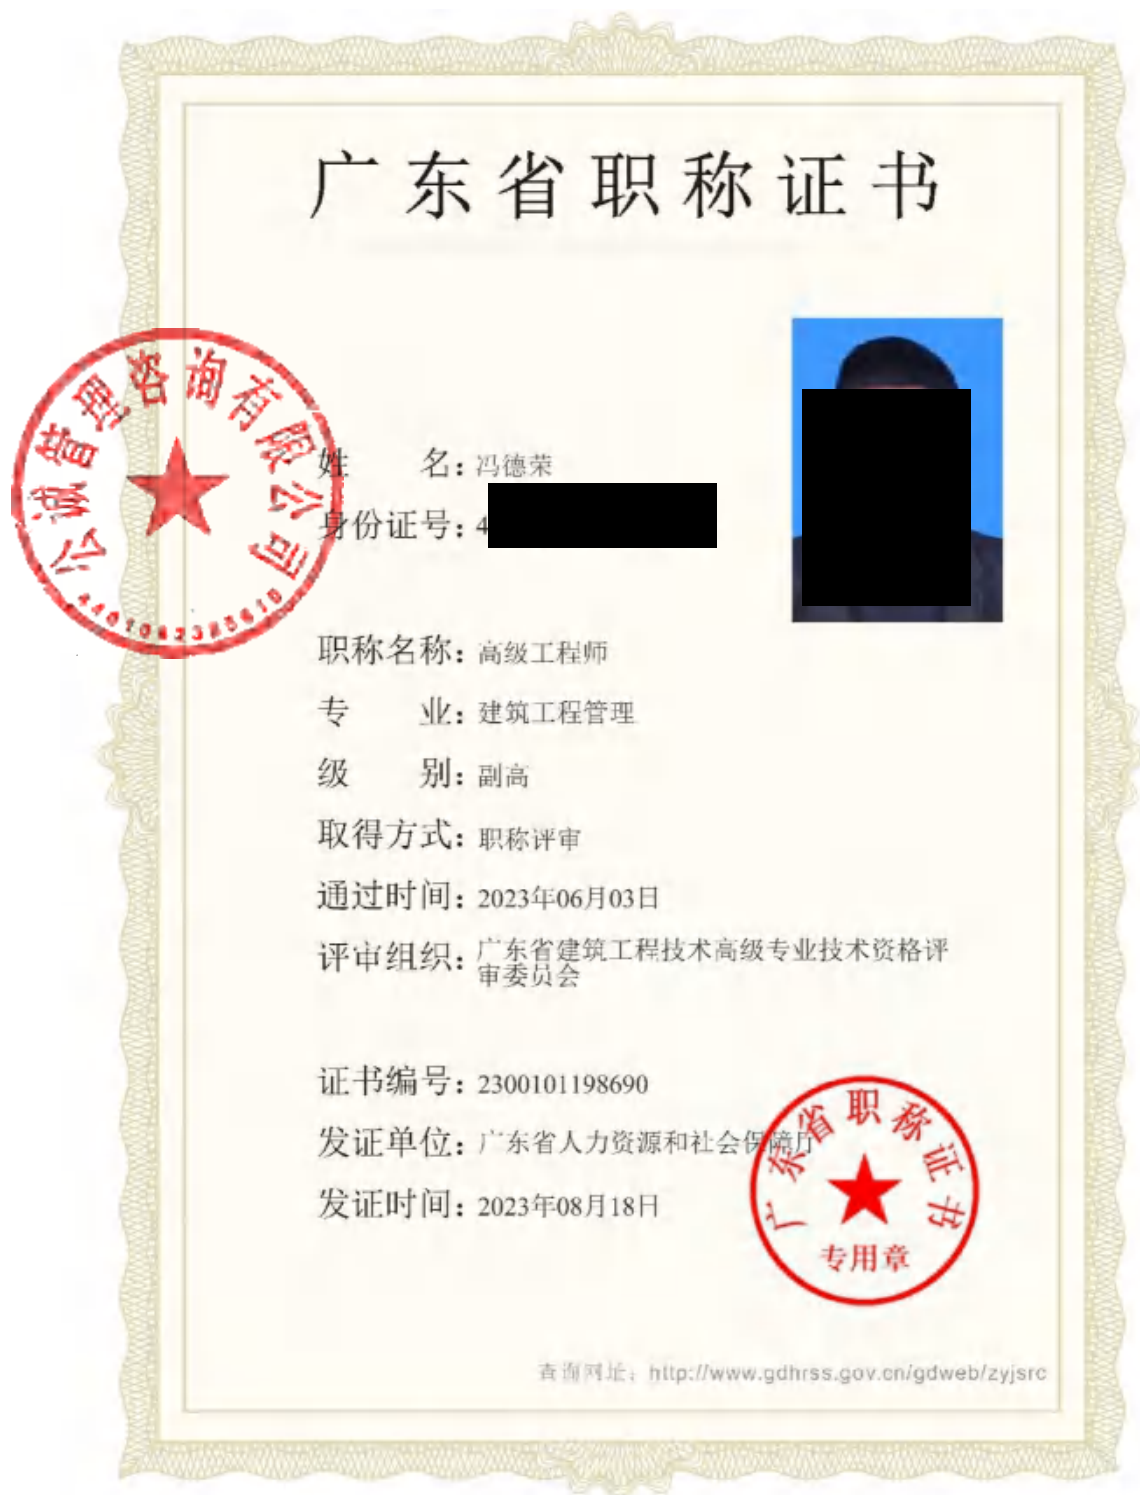 广东省职称证书
公诚管理咨询有限公司
姓 名：冯德荣
身份证号：4
职称名称：高级工程师
专 业：建筑工程管理
级 别：副高
取得方式：职称评审
通过时间：2023年06月03日
评审组织：广东省建筑工程技术高级专业技术资格评
审委员会
证书编号：2300101198690
发证单位：广东省人力资源和社会保障厅
发证时间：2023年08月18日
广东省职称证书
专用章
查询网址：http://www.gdhrss.gov.cn/gdweb/zyjsrc